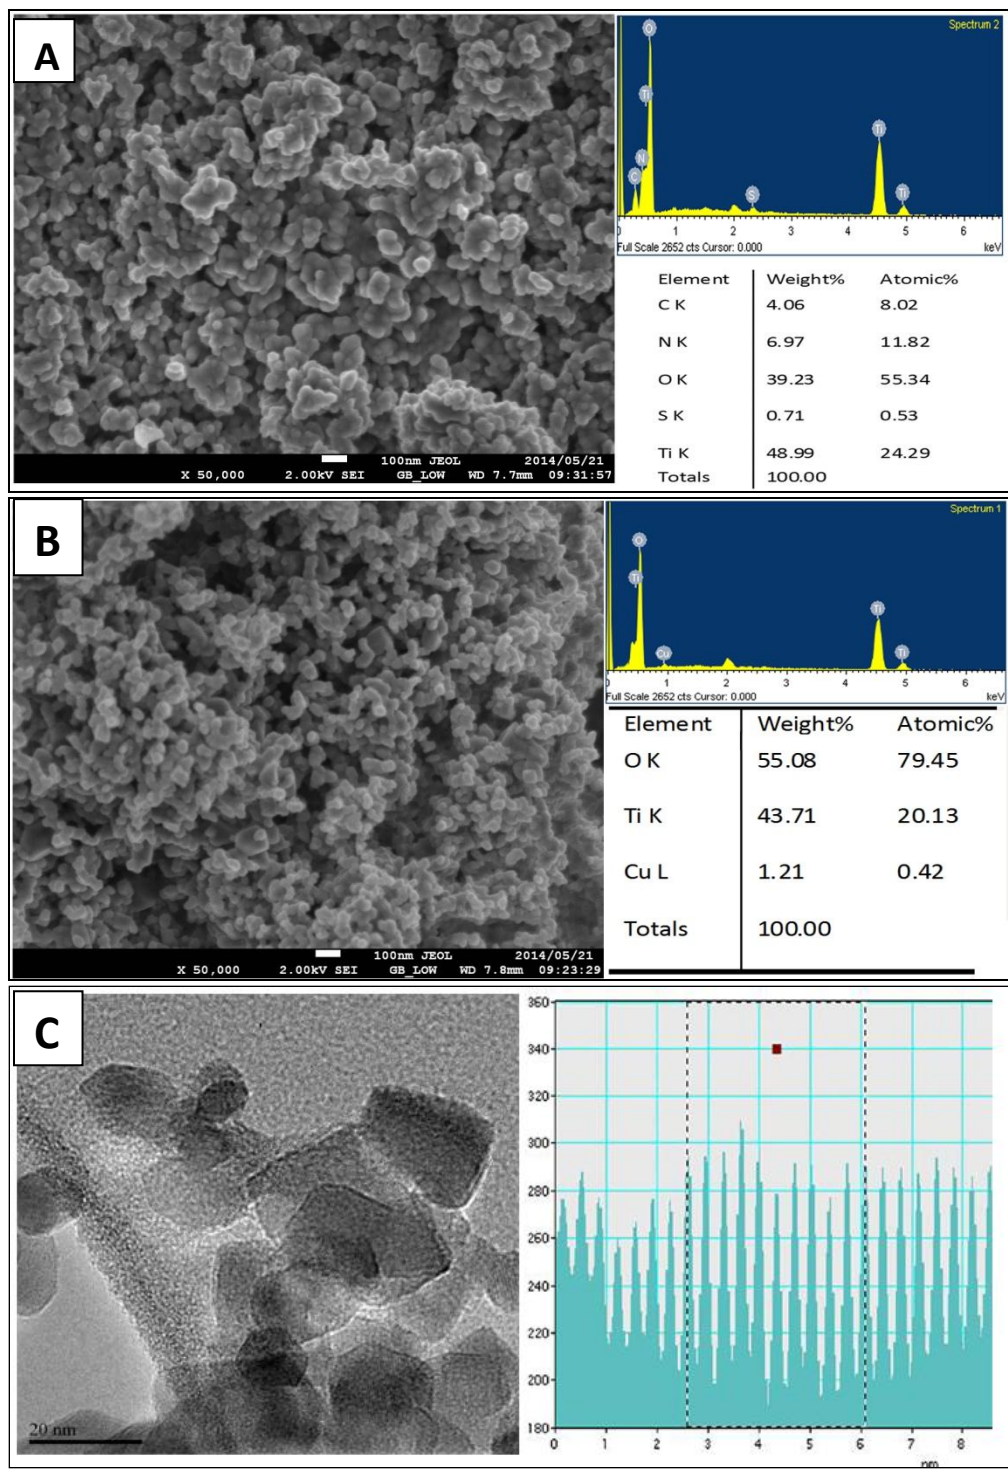 A
Spectrum 2
O
Ti
N
C
S
Ti
Ti
0 1 2 3 4 5 6
Full Scale 2652 cts Cursor: 0.000 keV
Element Weight% Atomic%
C K 4.06 8.02
N K 6.97 11.82
O K 39.23 55.34
S K 0.71 0.53
Ti K 48.99 24.29
Totals 100.00
100nm JEOL 2014/05/21
X 50,000 2.00kV SEI GB_LOW WD 7.7mm 09:31:57
B
Spectrum 1
O
Ti
Cu
Ti
Ti
0 1 2 3 4 5 6
Full Scale 2652 cts Cursor: 0.000 keV
Element Weight% Atomic%
O K 55.08 79.45
Ti K 43.71 20.13
Cu L 1.21 0.42
Totals 100.00
100nm JEOL 2014/05/21
X 50,000 2.00kV SEI GB_LOW WD 7.8mm 09:23:29
C
20 nm
360
340
320
300
280
260
240
220
200
180
0 1 2 3 4 5 6 7 8
nm